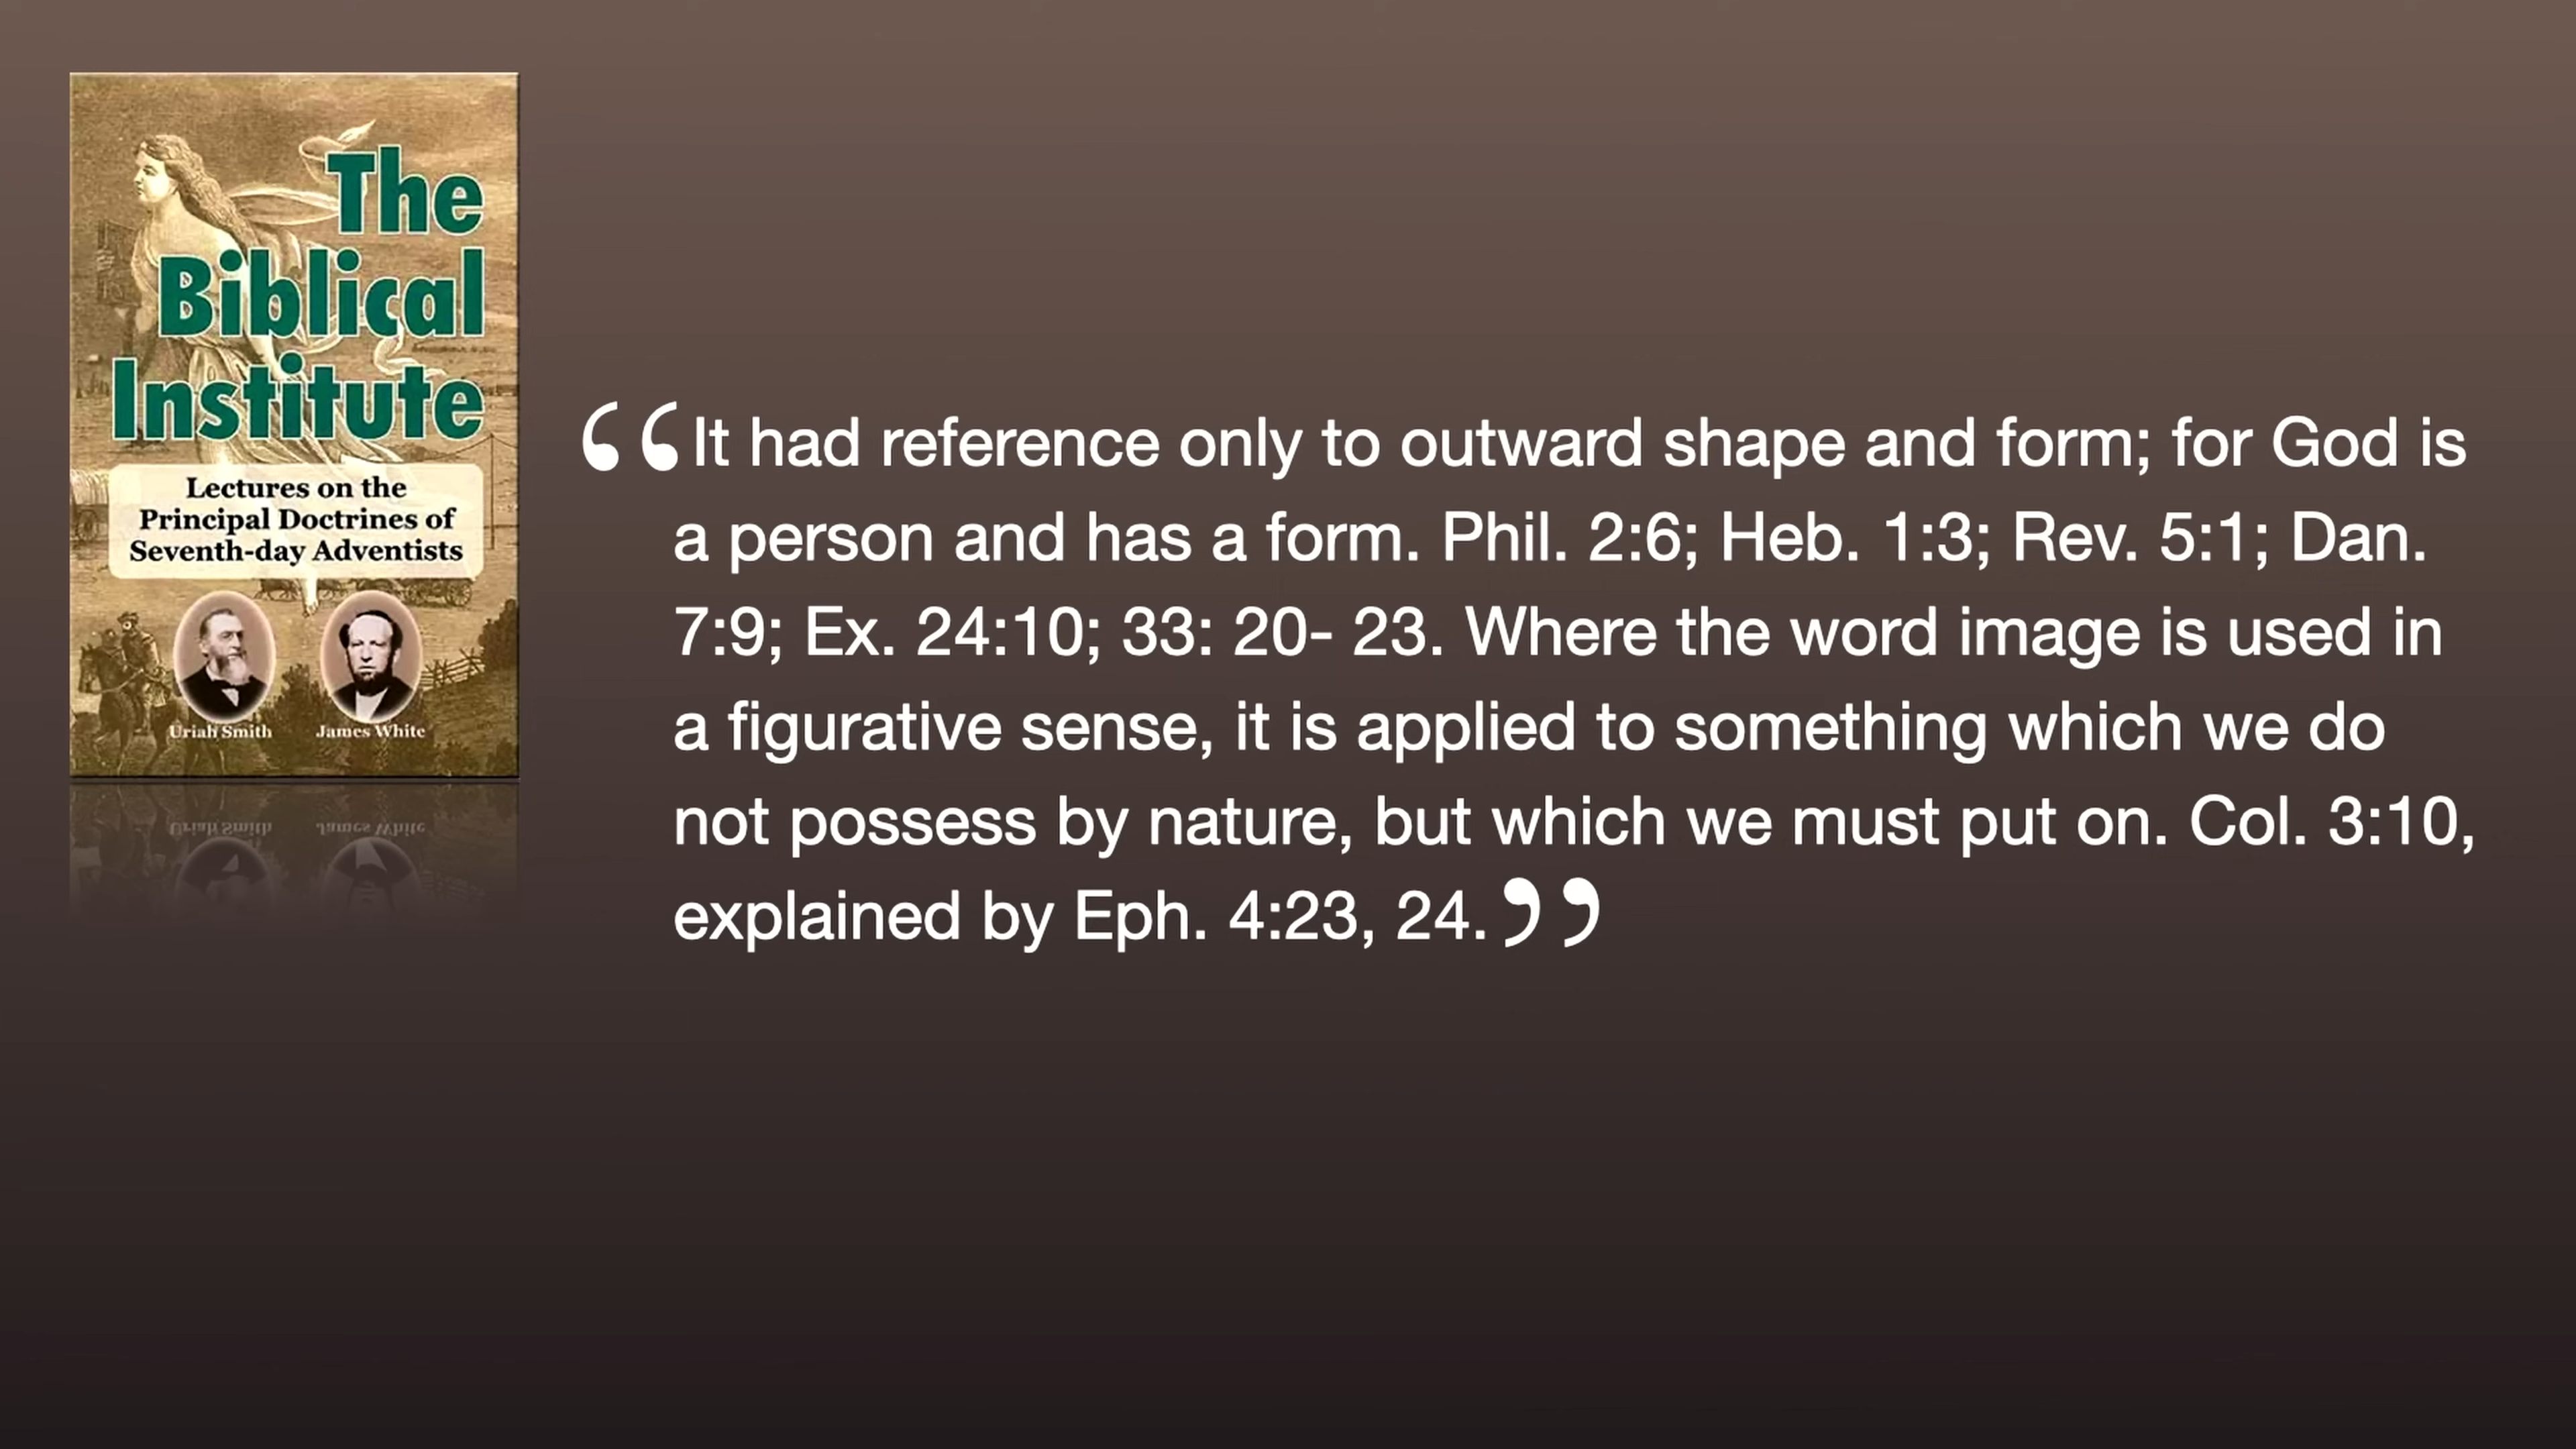 The
Biblical
Institute
Lectures on the
Principal Doctrines of
Seventh-day Adventists
Uriah Smith James White
“It had reference only to outward shape and form; for God is
a person and has a form. Phil. 2:6; Heb. 1:3; Rev. 5:1; Dan.
7:9; Ex. 24:10; 33: 20- 23. Where the word image is used in
a figurative sense, it is applied to something which we do
not possess by nature, but which we must put on. Col. 3:10,
explained by Eph. 4:23, 24.”